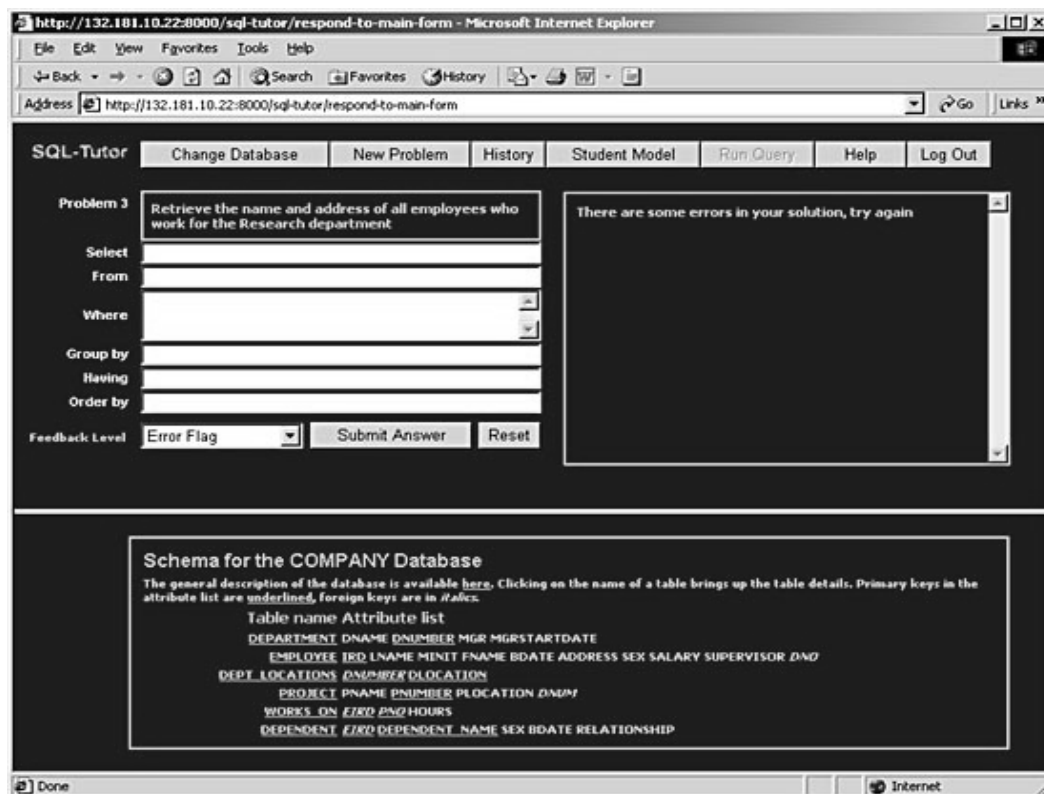 http://132.181.10.22:8000/sql-tutor/respond-to-main-form - Microsoft Internet Explorer
File Edit View Favorites Tools Help
Back Search Favorites History
Address http://132.181.10.22:8000/sql-tutor/respond-to-main-form Go Links »
SQL-Tutor Change Database New Problem History Student Model Run Query Help Log Out
Problem 3
Retrieve the name and address of all employees who
work for the Research department
There are some errors in your solution, try again
Select
From
Where
Group by
Having
Order by
Feedback Level Error Flag Submit Answer Reset
Schema for the COMPANY Database
The general description of the database is available here. Clicking on the name of a table brings up the table details. Primary keys in the
attribute list are underlined, foreign keys are in italics.
Table name Attribute list
DEPARTMENT DNAME DNUMBER MGR MGRSTARTDATE
EMPLOYEE IRD LNAME MINIT FNAME BDATE ADDRESS SEX SALARY SUPERVISOR DNO
DEPT_LOCATIONS DNUMBER DLOCATION
PROJECT PNAME PNUMBER PLOCATION DNUM
WORKS_ON EIRD PNO HOURS
DEPENDENT EIRD DEPENDENT_NAME SEX BDATE RELATIONSHIP
Done Internet